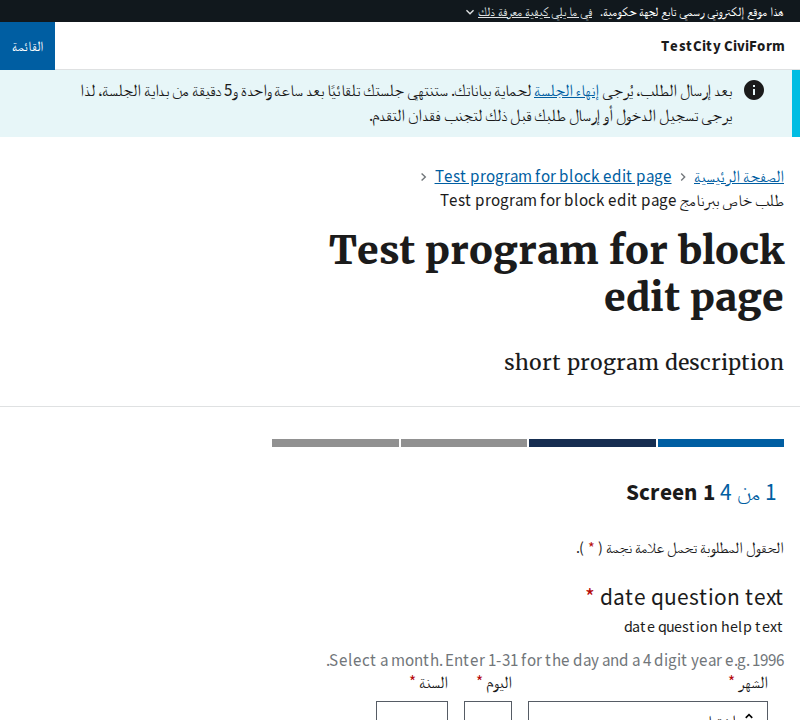 هذا موقع إلكتروني رسمي تابع لجهة حكومية. في ما يلي كيفية معرفة ذلك
TestCity CiviForm
القائمة
بعد إرسال الطلب، يُرجى إنهاء الجلسة لحماية بياناتك. ستنتهي جلستك تلقائيًا بعد ساعة واحدة و5 دقيقة من بداية الجلسة، لذا
يرجى تسجيل الدخول أو إرسال طلبك قبل ذلك لتجنب فقدان التقدم.
الصفحة الرئيسية
Test program for block edit page
طلب خاص ببرنامج Test program for block edit page
Test program for block
edit page
short program description
1 من 4 Screen 1
الحقول المطلوبة تحمل علامة نجمة ( * ).
date question text *
date question help text
Select a month. Enter 1-31 for the day and a 4 digit year e.g. 1996.
الشهر *
اليوم *
السنة *